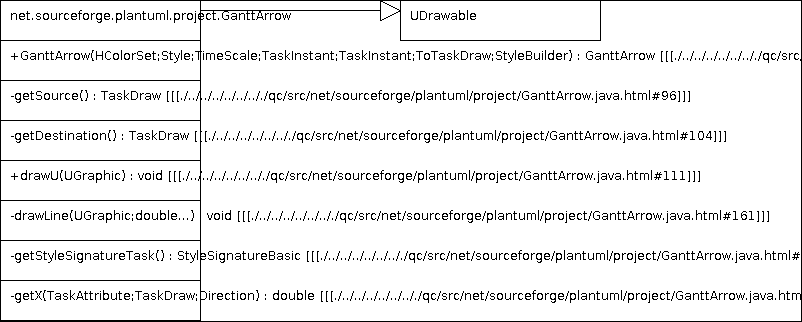 net.sourceforge.plantuml.project.GanttArrow
UDrawable
+GanttArrow(HColorSet;Style;TimeScale;TaskInstant;TaskInstant;ToTaskDraw;StyleBuilder) : GanttArrow [[[./../../../../../../qc/src/
-getSource() : TaskDraw [[[./../../../../../../qc/src/net/sourceforge/plantuml/project/GanttArrow.java.html#96]]]
-getDestination() : TaskDraw [[[./../../../../../../qc/src/net/sourceforge/plantuml/project/GanttArrow.java.html#104]]]
+drawU(UGraphic) : void [[[./../../../../../../qc/src/net/sourceforge/plantuml/project/GanttArrow.java.html#111]]]
-drawLine(UGraphic;double...) : void [[[./../../../../../../qc/src/net/sourceforge/plantuml/project/GanttArrow.java.html#161]]]
-getStyleSignatureTask() : StyleSignatureBasic [[[./../../../../../../qc/src/net/sourceforge/plantuml/project/GanttArrow.java.html#
-getX(TaskAttribute;TaskDraw;Direction) : double [[[./../../../../../../qc/src/net/sourceforge/plantuml/project/GanttArrow.java.htm